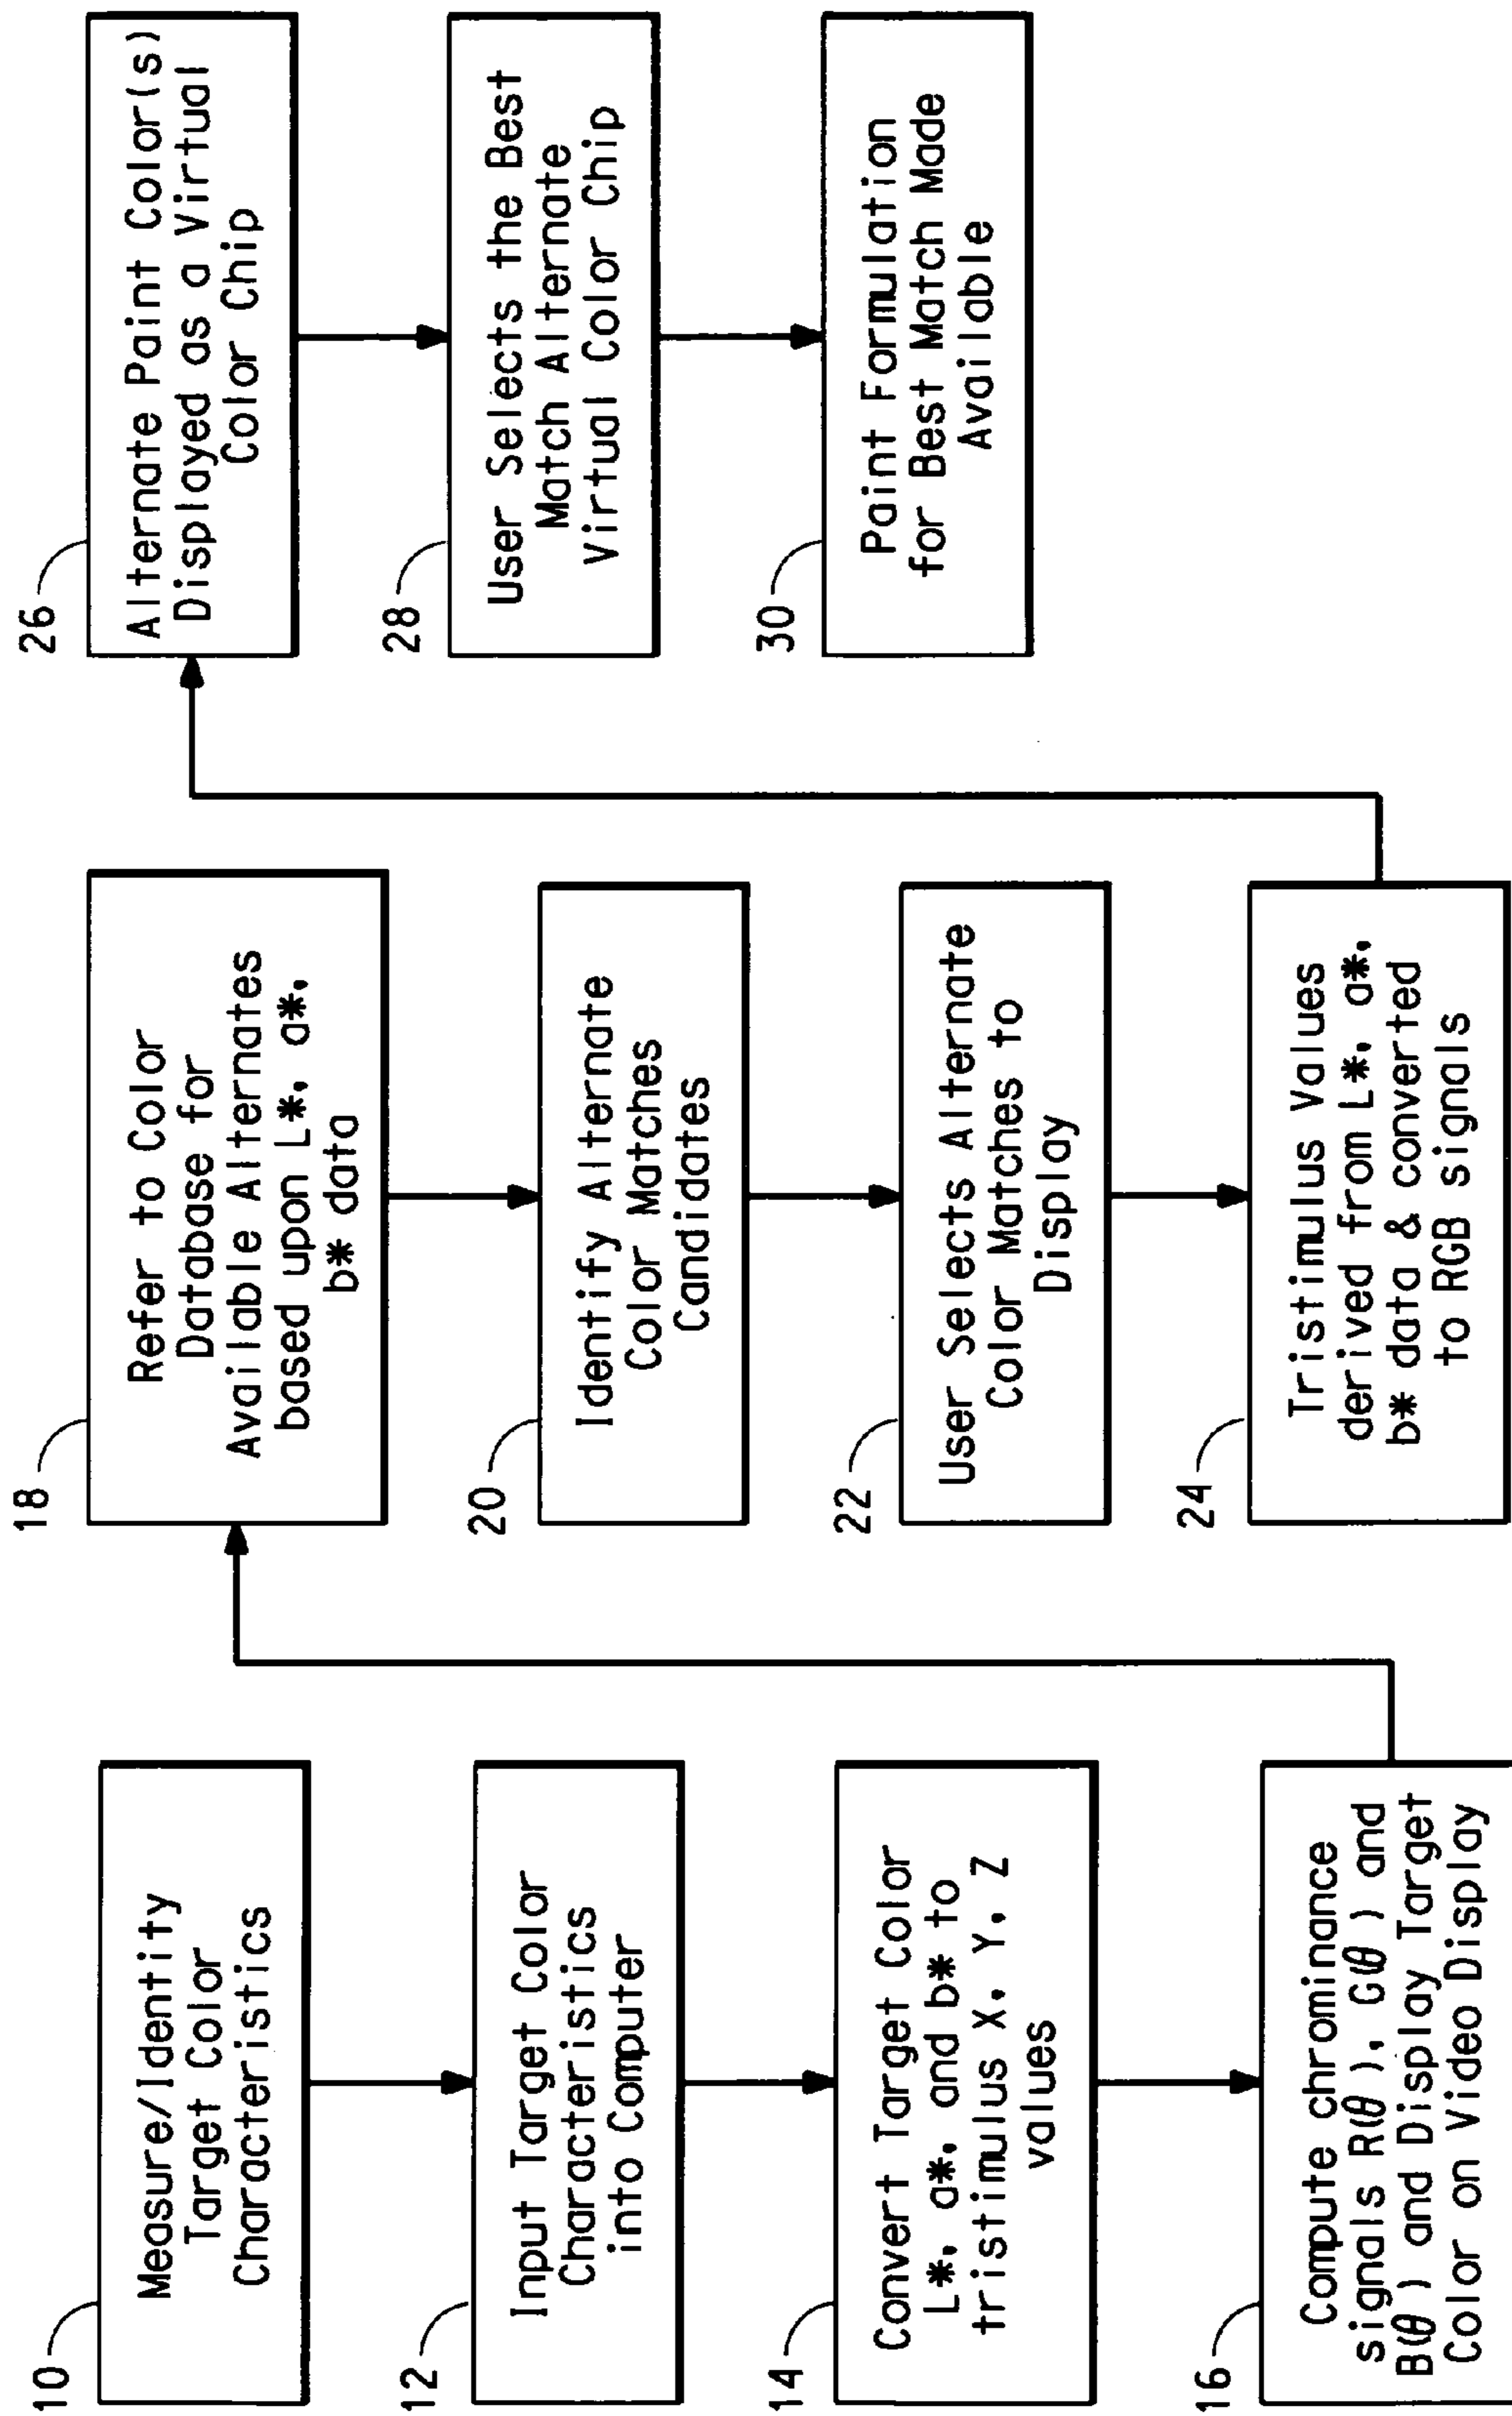 10
Measure/Identity
Target Color
Characteristics
12
Input Target Color
Characteristics
into Computer
14
Convert Target Color
L*, a*, and b* to
tristimulus X, Y, Z
values
16
Compute chrominance
signals R(θ), G(θ) and
B(θ) and Display Target
Color on Video Display
18
Refer to Color
Database for
Available Alternates
based upon L*, a*,
b* data
20
Identify Alternate
Color Matches
Candidates
22
User Selects Alternate
Color Matches to
Display
24
Tristimulus Values
derived from L*, a*,
b* data & converted
to RGB signals
26
Alternate Paint Color(s)
Displayed as a Virtual
Color Chip
28
User Selects the Best
Match Alternate
Virtual Color Chip
30
Paint Formulation
for Best Match Made
Available